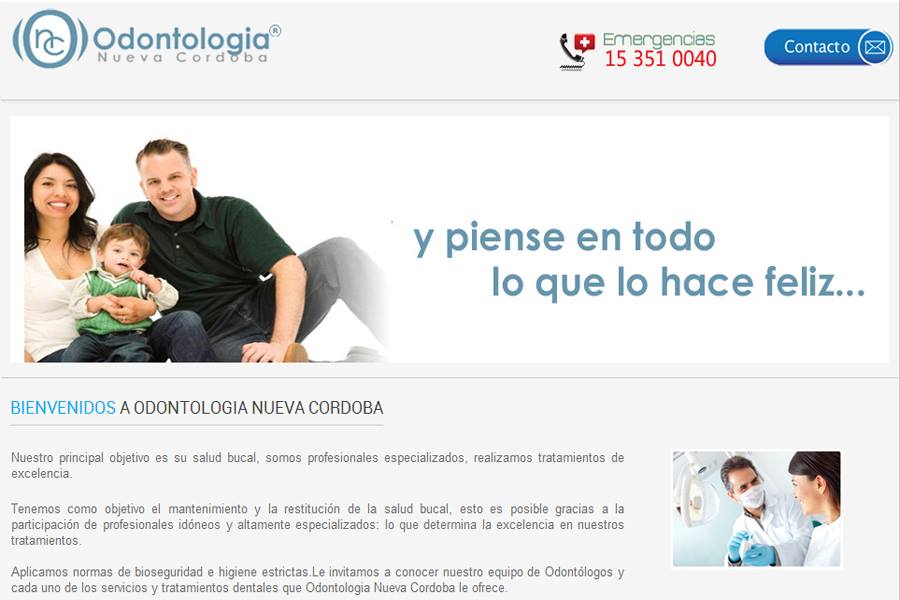 nc Odontologia®
Nueva Cordoba
Emergencias
15 351 0040
Contacto
y piense en todo
lo que lo hace feliz...
BIENVENIDOS A ODONTOLOGIA NUEVA CORDOBA
Nuestro principal objetivo es su salud bucal, somos profesionales especializados, realizamos tratamientos de
excelencia.
Tenemos como objetivo el mantenimiento y la restitución de la salud bucal, esto es posible gracias a la
participación de profesionales idóneos y altamente especializados: lo que determina la excelencia en nuestros
tratamientos.
Aplicamos normas de bioseguridad e higiene estrictas.Le invitamos a conocer nuestro equipo de Odontólogos y
cada uno de los servicios y tratamientos dentales que Odontologia Nueva Cordoba le ofrece.